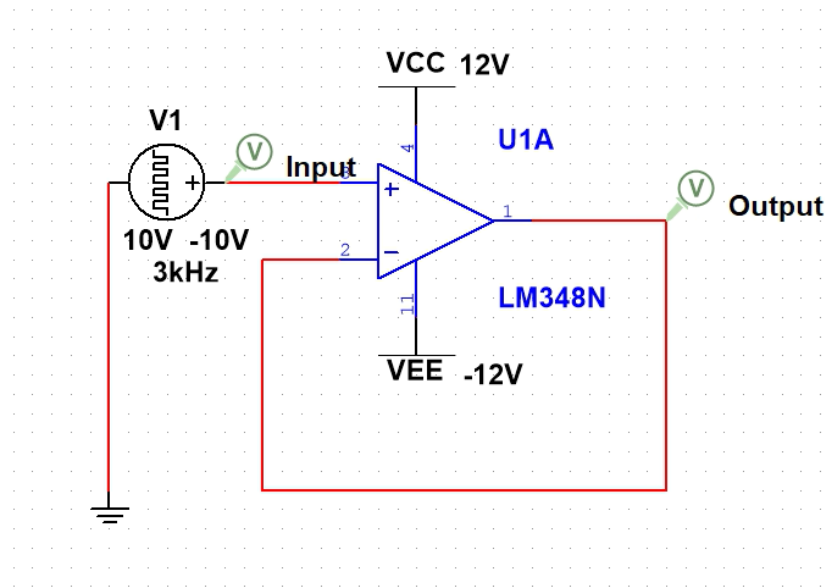 VCC 12V
V1
4
U1A
V
Input
3
+
+
V
Output
1
10V -10V
3kHz
2
−
11
LM348N
VEE -12V